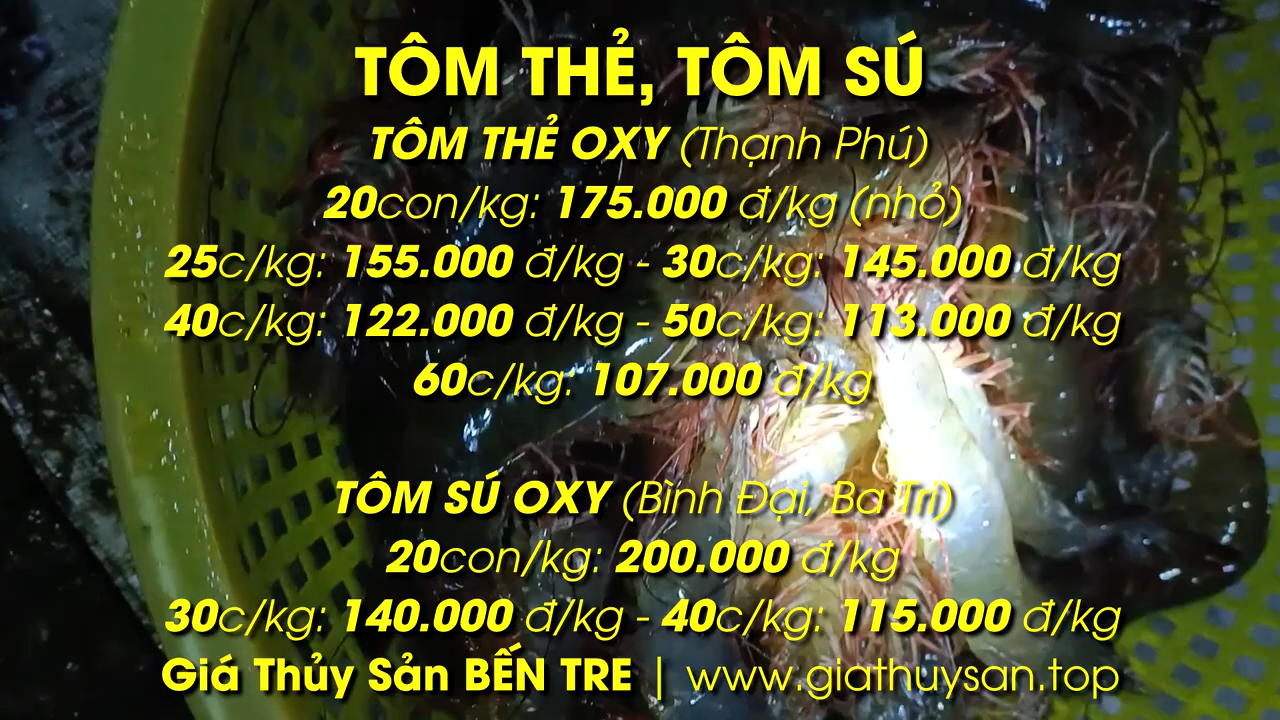 TÔM THẺ, TÔM SÚ
TÔM THẺ OXY (Thạnh Phú)
20con/kg: 175.000 đ/kg (nhỏ)
25c/kg: 155.000 đ/kg - 30c/kg: 145.000 đ/kg
40c/kg: 122.000 đ/kg - 50c/kg: 113.000 đ/kg
60c/kg: 107.000 đ/kg
TÔM SÚ OXY (Bình Đại, Ba Tri)
20con/kg: 200.000 đ/kg
30c/kg: 140.000 đ/kg - 40c/kg: 115.000 đ/kg
Giá Thủy Sản BẾN TRE | www.giathuysan.top